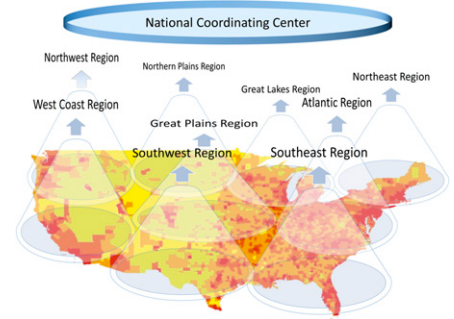 National Coordinating Center
Northwest Region
Northern Plains Region
Northeast Region
Great Lakes Region
West Coast Region
Atlantic Region
Great Plains Region
Southwest Region
Southeast Region